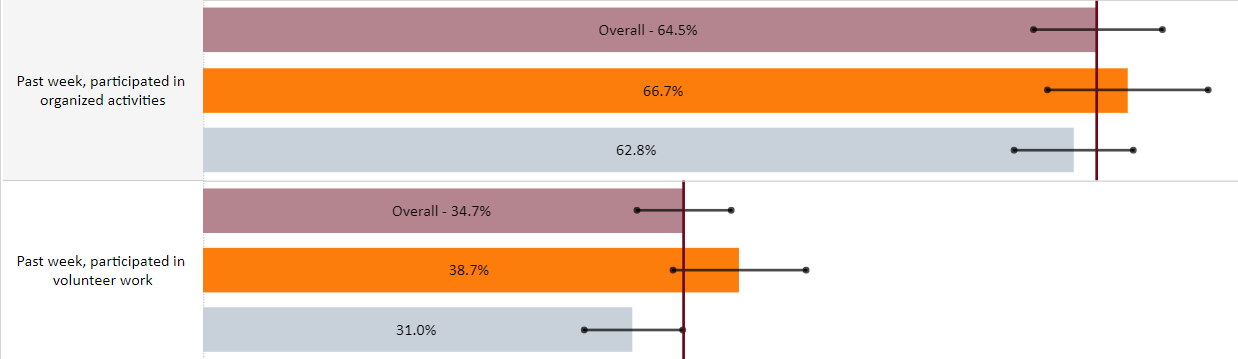 Overall - 64.5%
Past week, participated in
organized activities
66.7%
62.8%
Overall - 34.7%
Past week, participated in
volunteer work
38.7%
31.0%